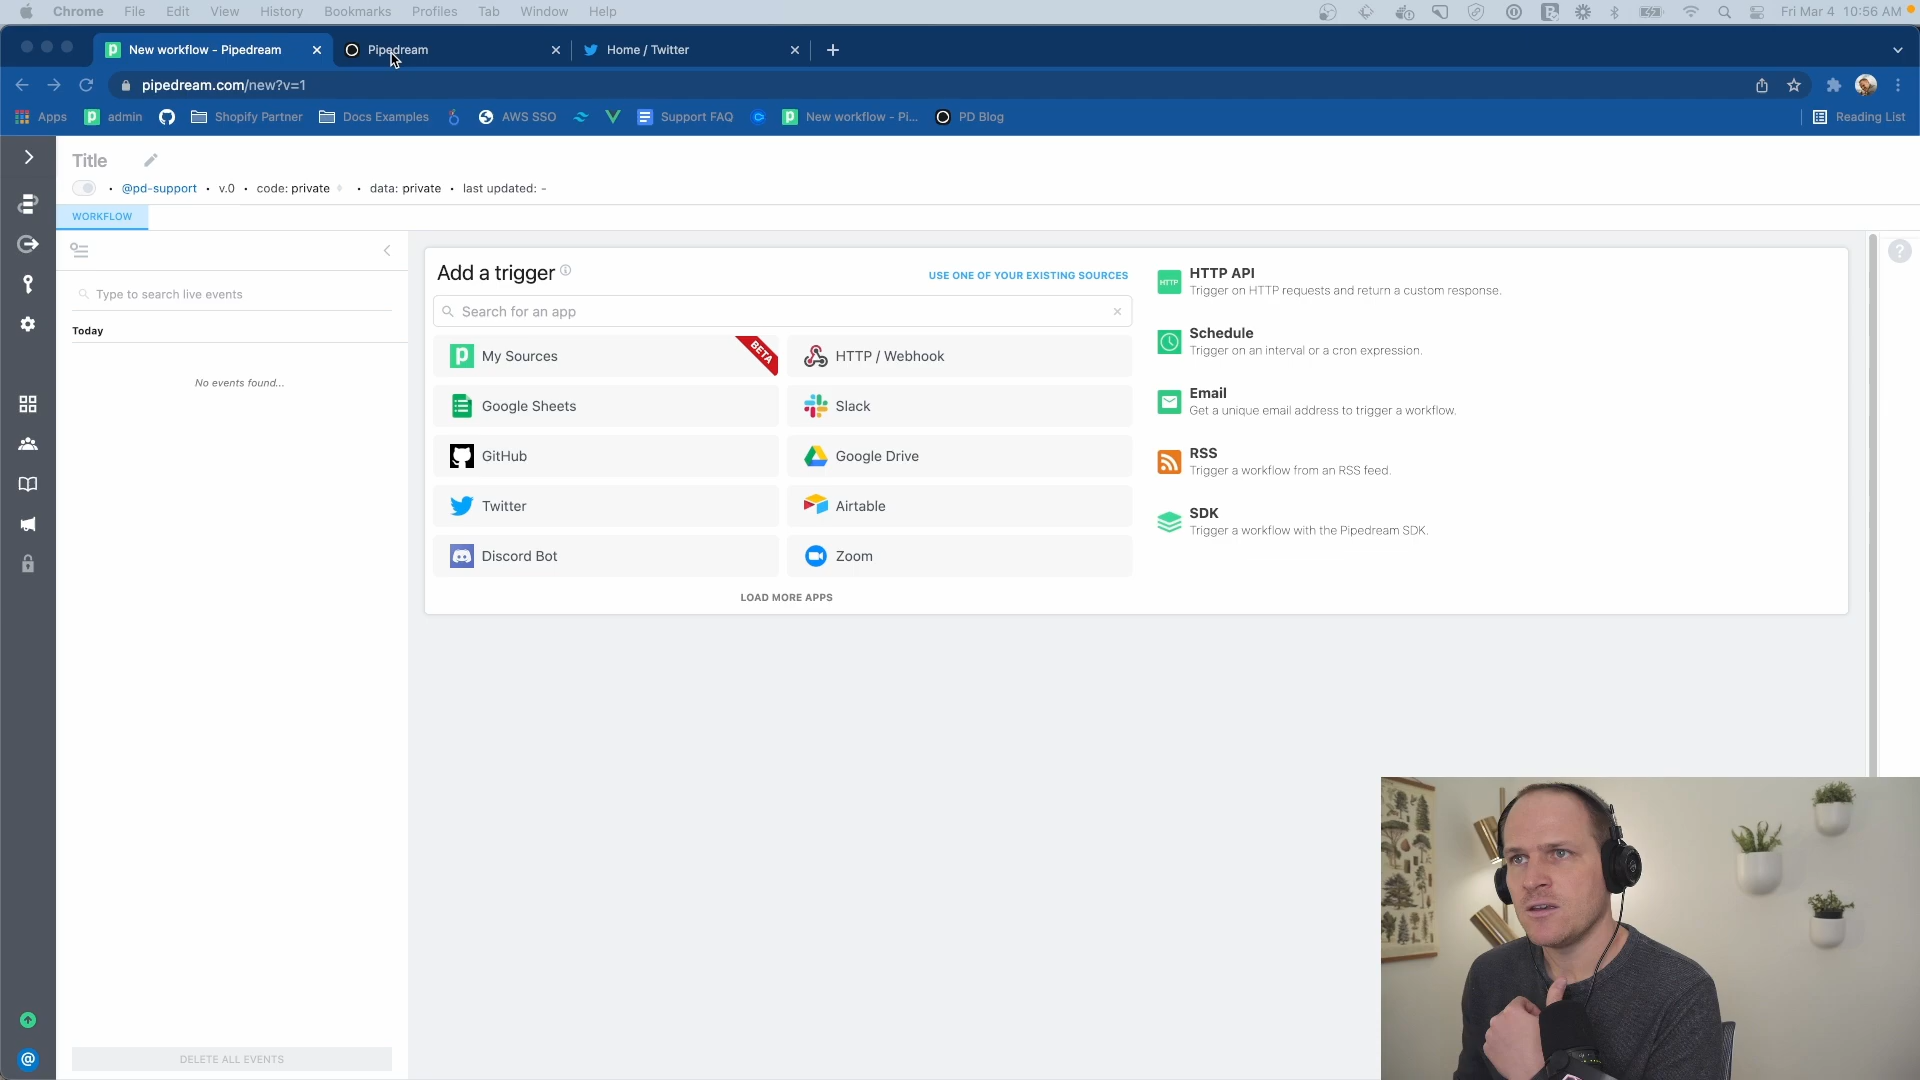 Chrome File Edit View History Bookmarks Profiles Tab Window Help Fri Mar 4 10:56 AM
New workflow - Pipedream Pipedream Home / Twitter
pipedream.com/new?v=1
Apps admin Shopify Partner Docs Examples AWS SSO Support FAQ New workflow - Pi... PD Blog Reading List
Title
@pd-support • v.0 • code: private • data: private • last updated: -
WORKFLOW
Type to search live events
Today
No events found...
DELETE ALL EVENTS
Add a trigger
USE ONE OF YOUR EXISTING SOURCES
Search for an app
My Sources
BETA
HTTP / Webhook
Google Sheets
Slack
GitHub
Google Drive
Twitter
Airtable
Discord Bot
Zoom
LOAD MORE APPS
HTTP
HTTP API
Trigger on HTTP requests and return a custom response.
Schedule
Trigger on an interval or a cron expression.
Email
Get a unique email address to trigger a workflow.
RSS
Trigger a workflow from an RSS feed.
SDK
Trigger a workflow with the Pipedream SDK.